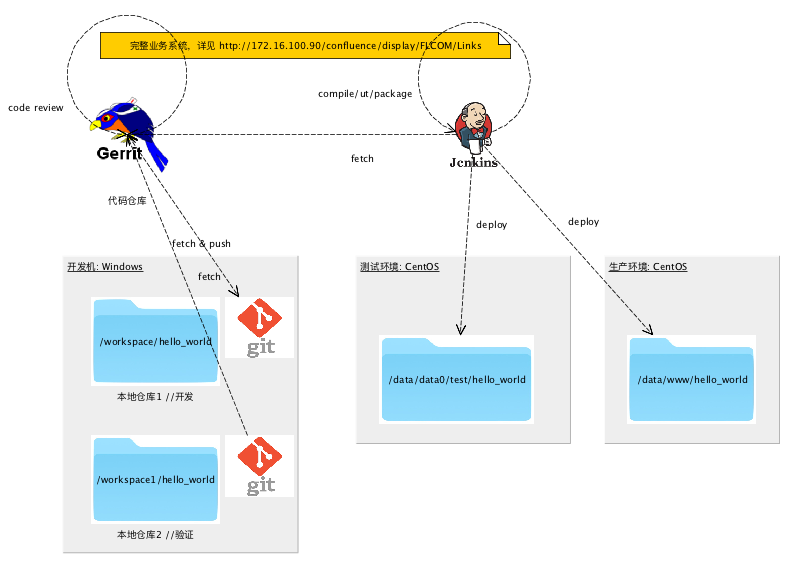 完整业务系统，详见 http://172.16.100.90/confluence/display/FLCOM/Links
code review
compile/ut/package
Gerrit
Jenkins
fetch
代码仓库
deploy
deploy
fetch & push
fetch
开发机: Windows
测试环境: CentOS
生产环境: CentOS
/workspace/hello_world
git
/data/data0/test/hello_world
/data/www/hello_world
本地仓库1 //开发
/workspace1/hello_world
git
本地仓库2 //验证